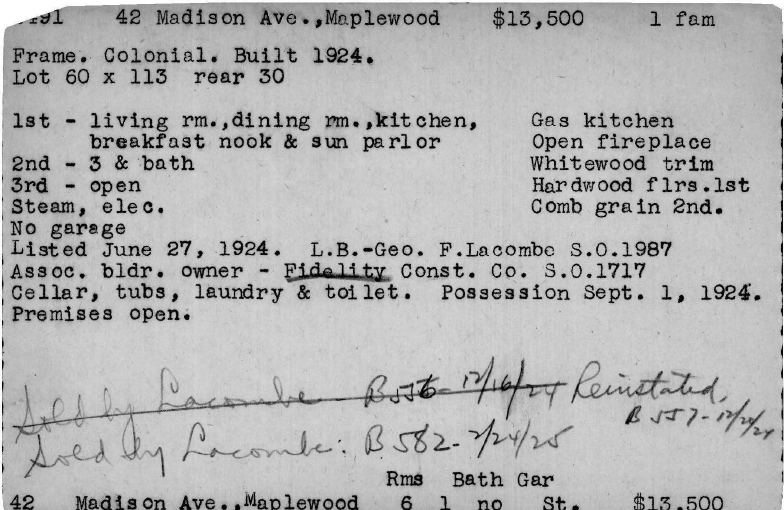 42 Madison Ave.,Maplewood $13,500 1 fam
Frame. Colonial. Built 1924.
Lot 60 x 113 rear 30
1st - living rm.,dining rm.,kitchen, Gas kitchen
breakfast nook & sun parlor Open fireplace
2nd - 3 & bath Whitewood trim
3rd - open Hardwood flrs.1st
Steam, elec. Comb grain 2nd.
No garage
Listed June 27, 1924. L.B.-Geo. F.Lacombe S.O.1987
Assoc. bldr. owner - Fidelity Const. Co. S.O.1717
Cellar, tubs, laundry & toilet. Possession Sept. 1, 1924.
Premises open.
Sold by Lacombe B556- 12/16/24 Reinstated,
B 557-12/20/24
Sold by Lacombe: B 582- 2/24/25
Rms Bath Gar
42 Madison Ave.,Maplewood 6 1 no St. $13,500